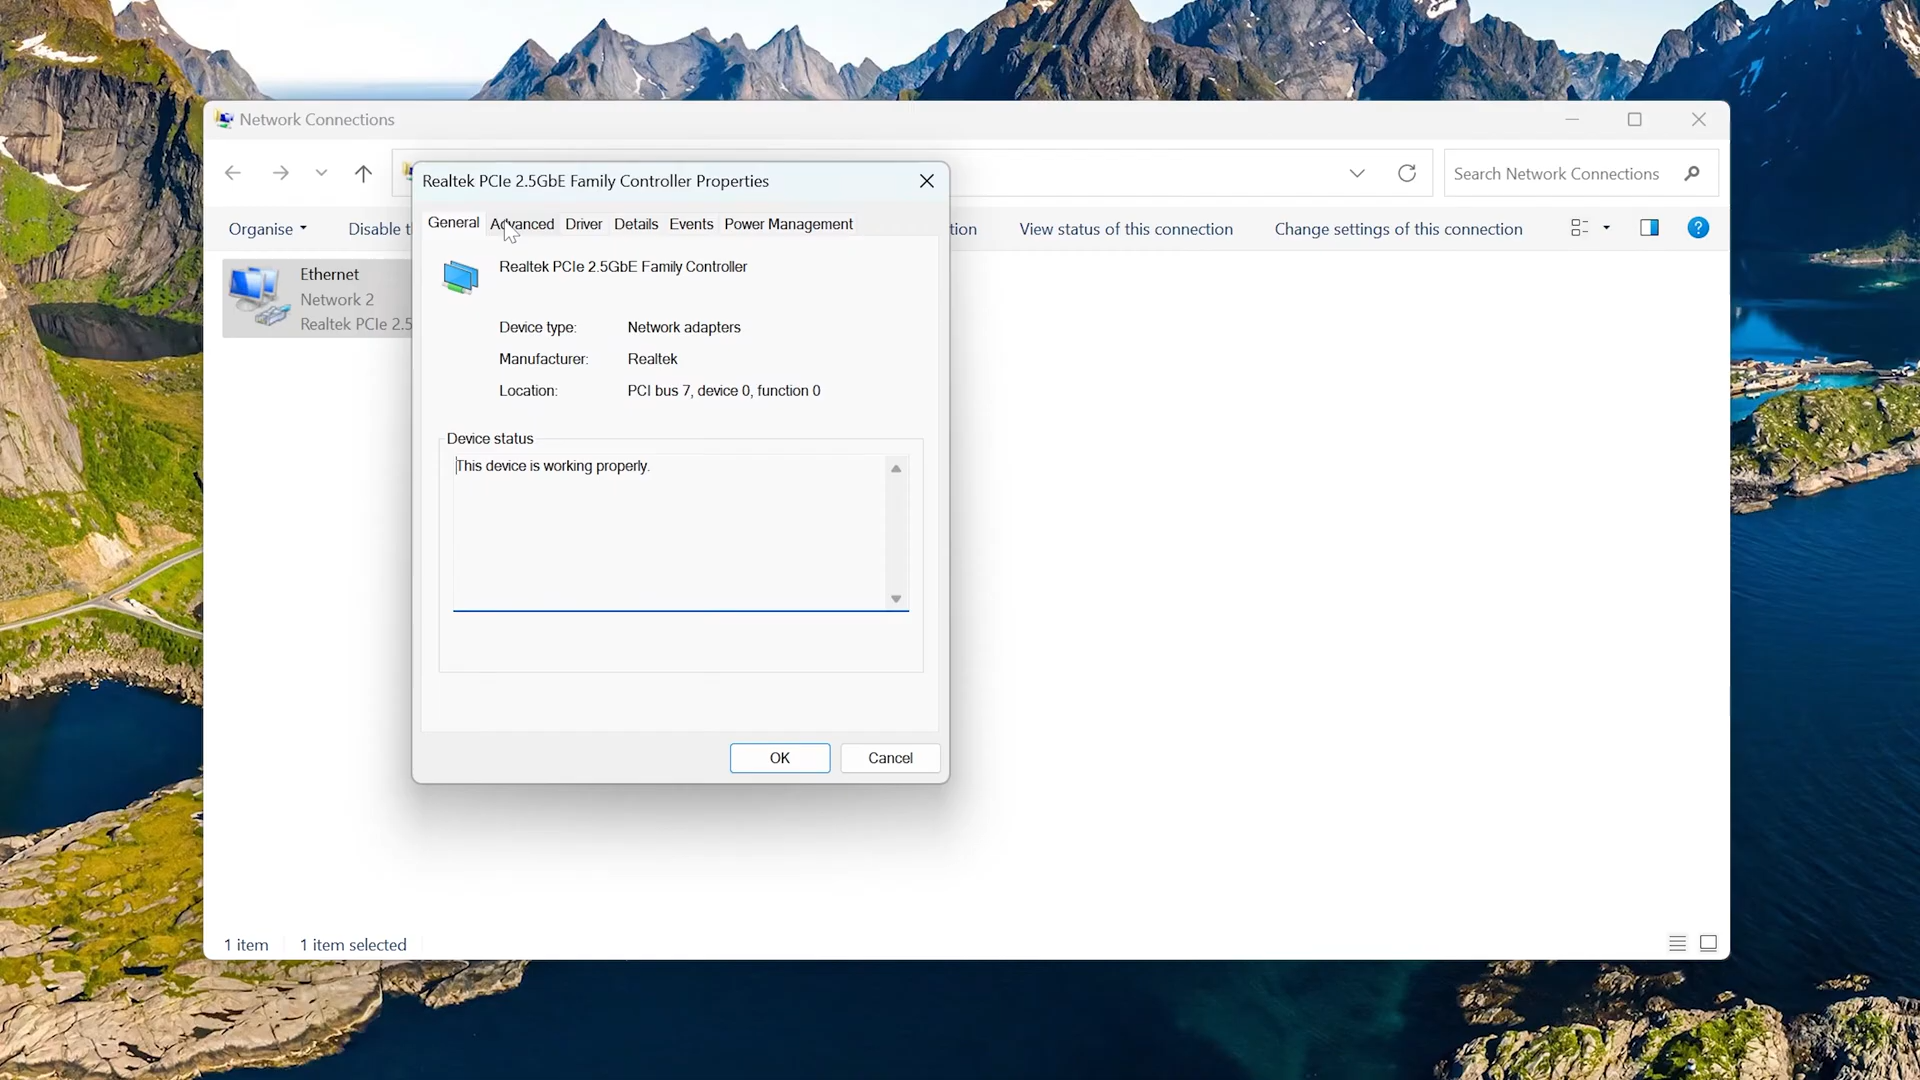 Network Connections
Search Network Connections
Organise
Disable t
tion
View status of this connection
Change settings of this connection
?
Ethernet
Network 2
Realtek PCIe 2.5
Realtek PCIe 2.5GbE Family Controller Properties
General
Advanced
Driver
Details
Events
Power Management
Realtek PCIe 2.5GbE Family Controller
Device type: Network adapters
Manufacturer: Realtek
Location: PCI bus 7, device 0, function 0
Device status
This device is working properly.
OK
Cancel
1 item
1 item selected